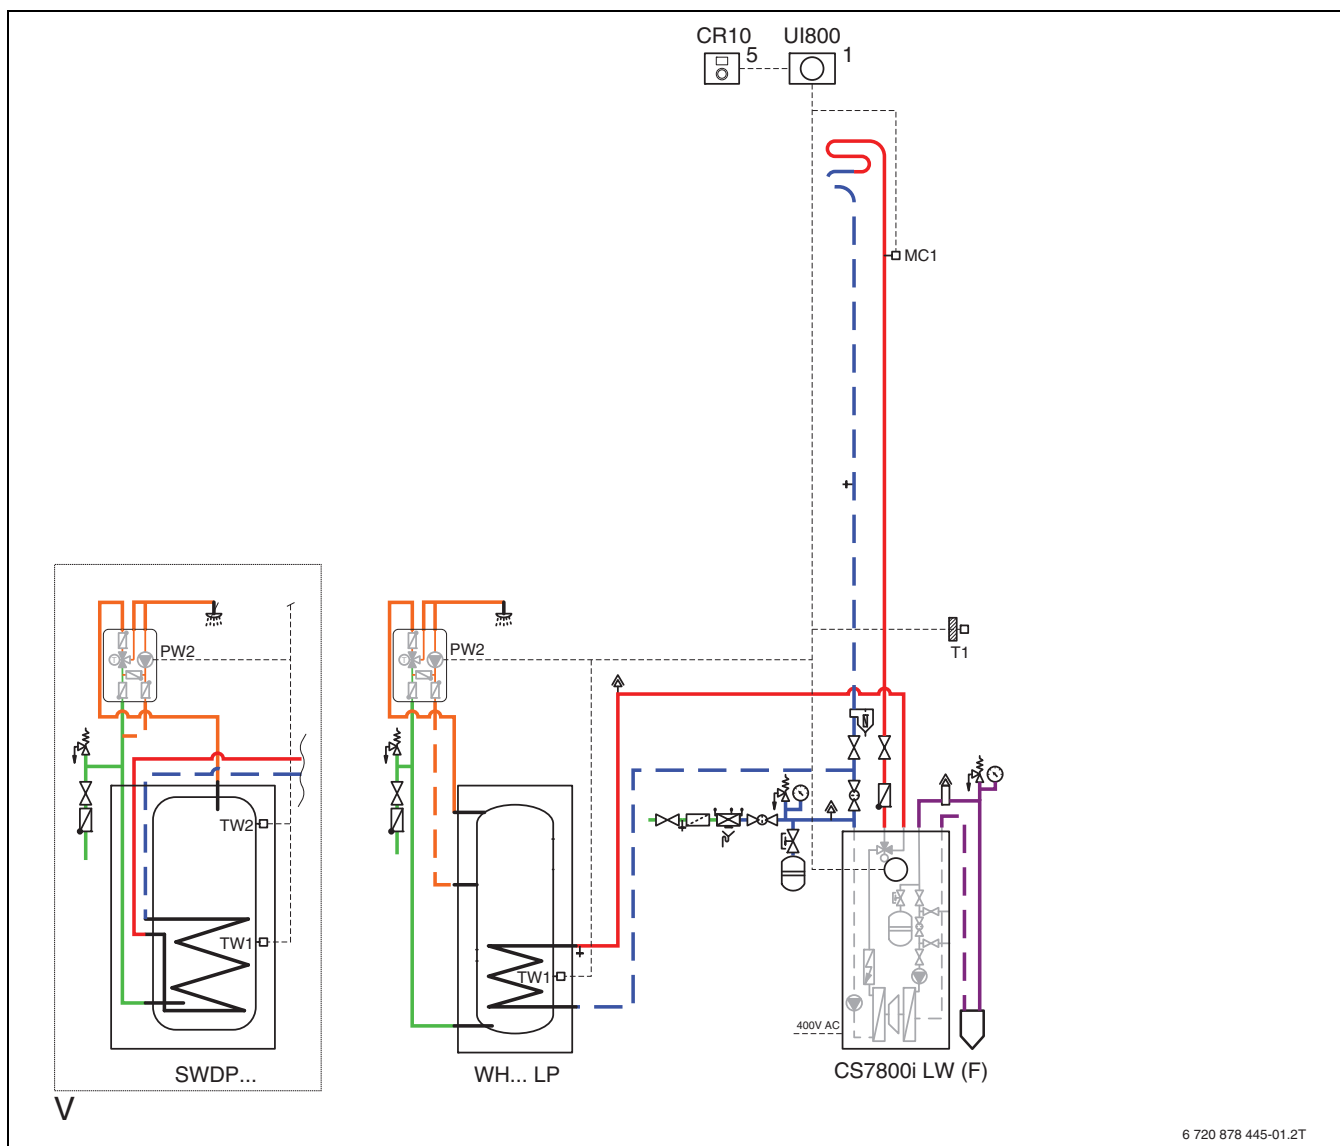 CR10 UI800
5 1
MC1
T1
PW2
PW2
T
T
TW2
TW1
TW1
400V AC
SWDP...
WH... LP
CS7800i LW (F)
V
6 720 878 445-01.2T